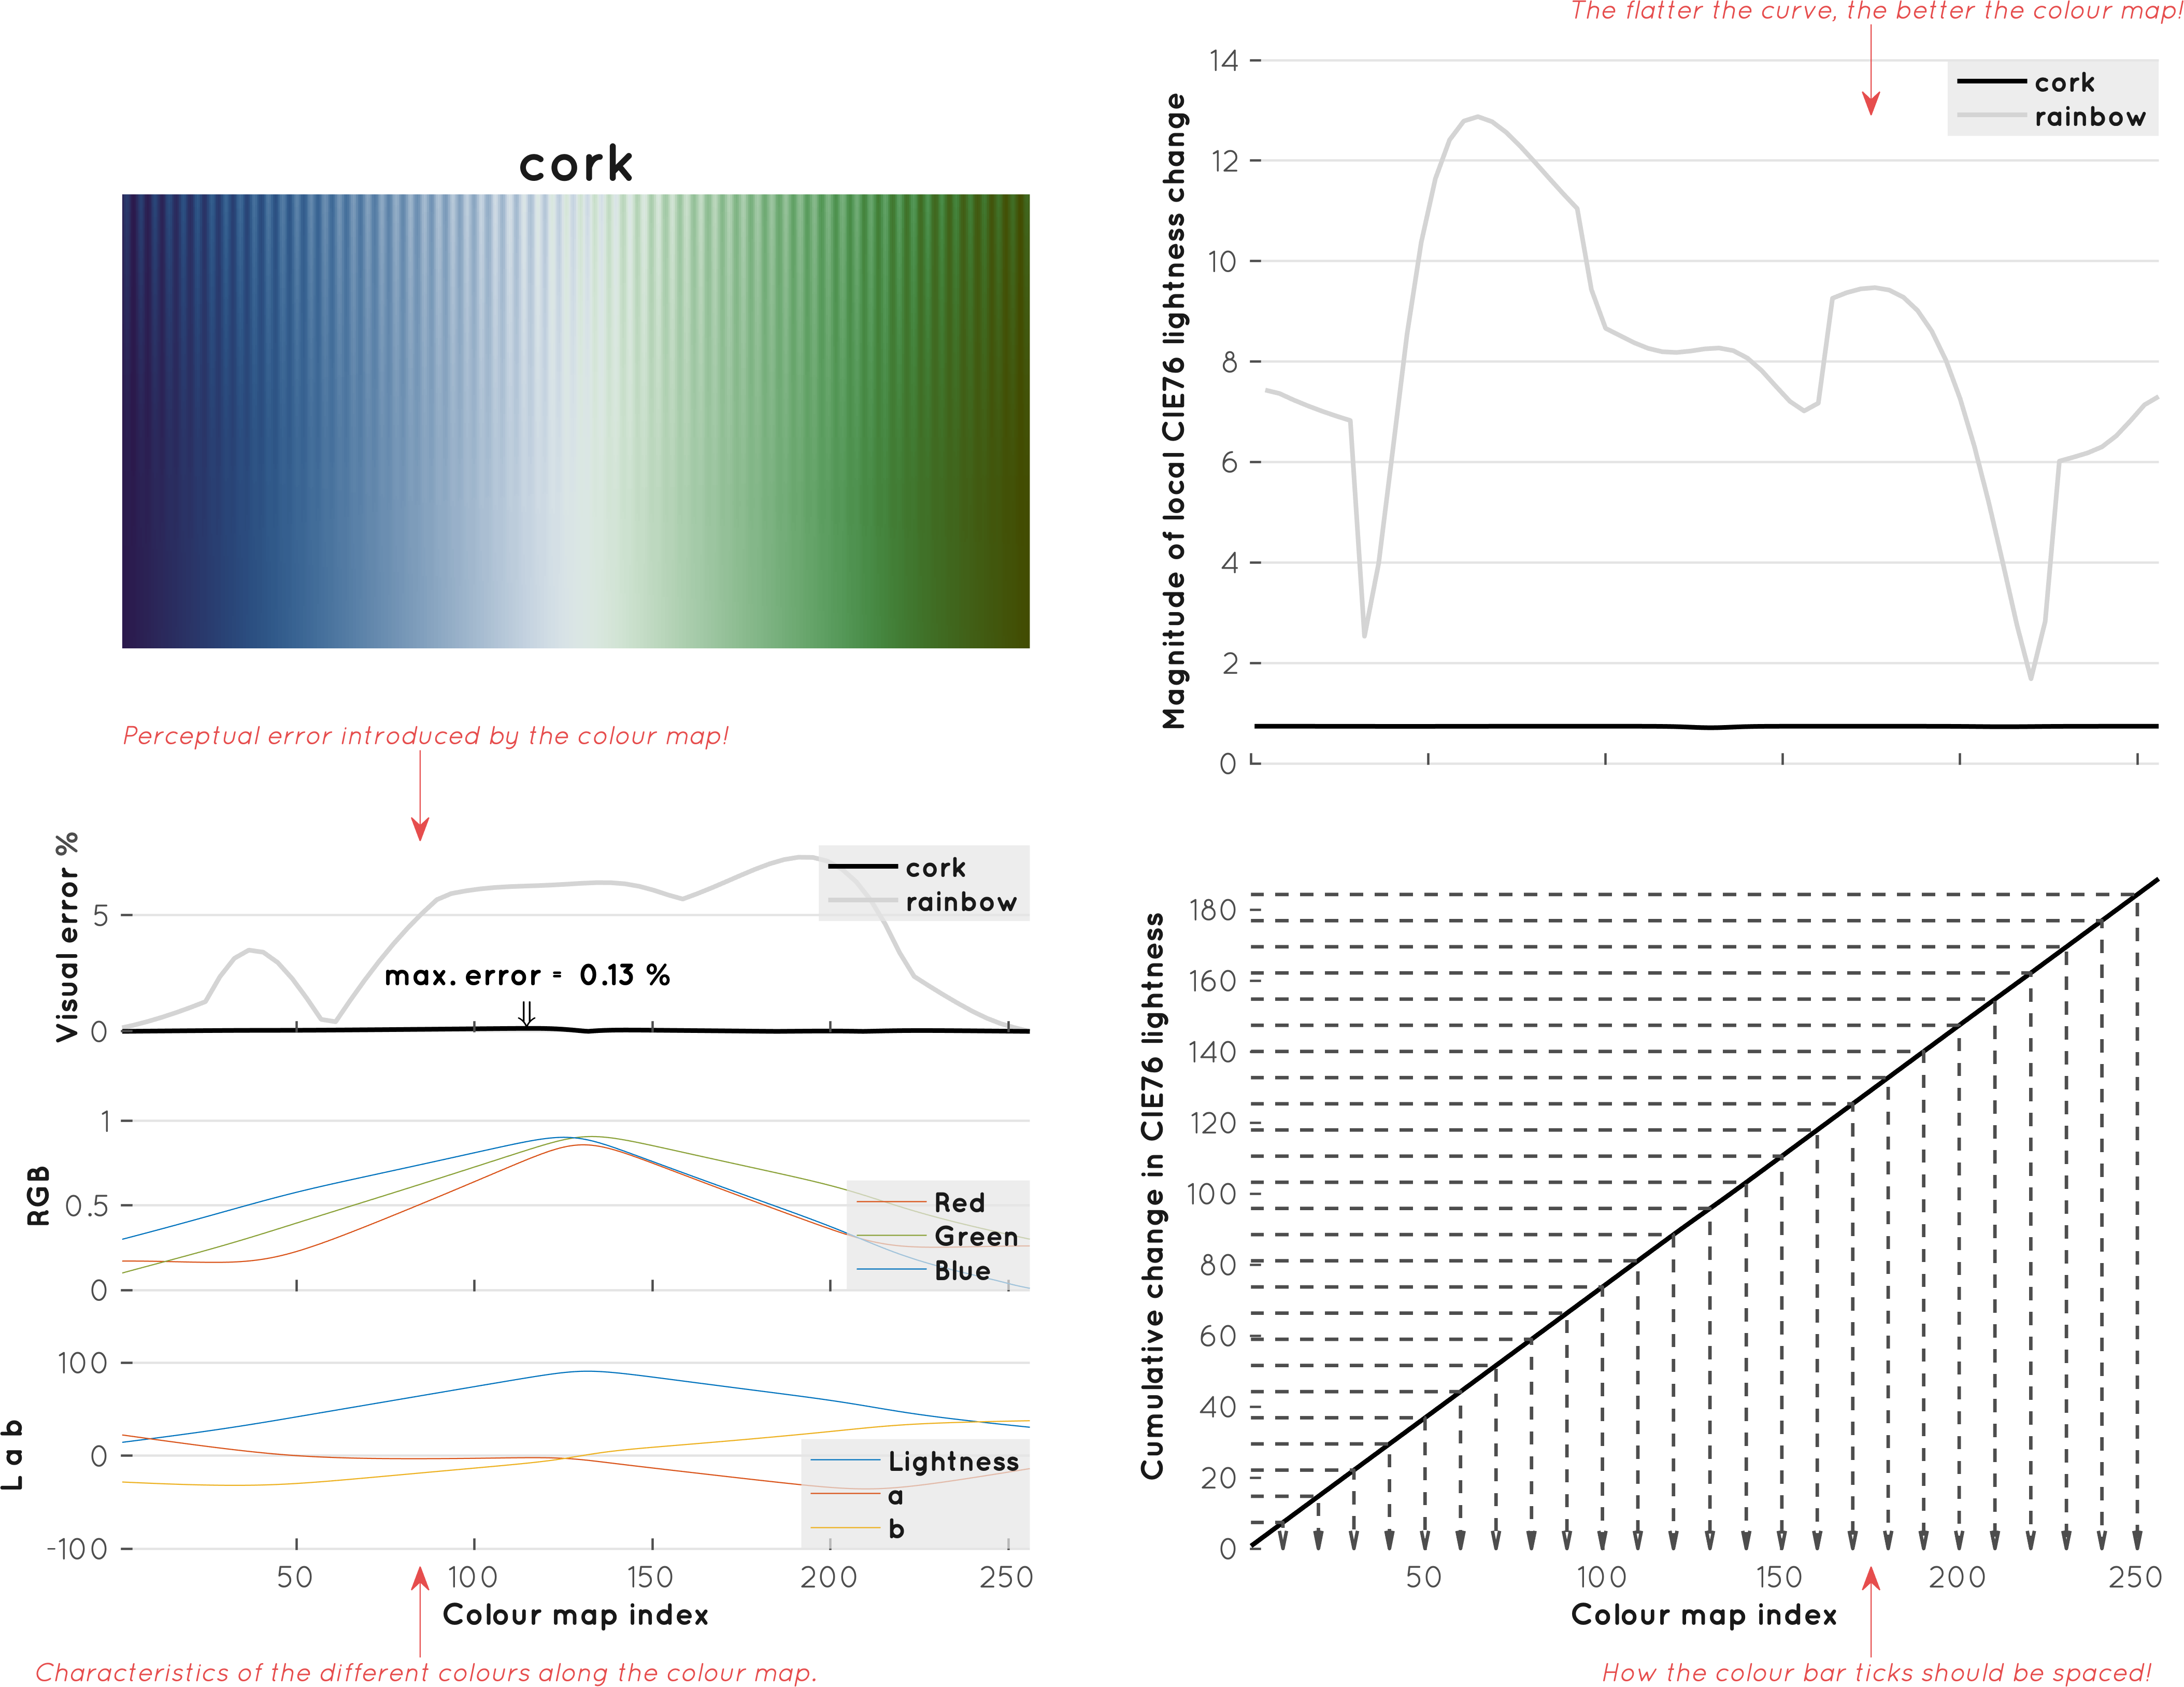 The flatter the curve, the better the colour map!
cork
Perceptual error introduced by the colour map!
Visual error %
5
0
cork
rainbow
max. error = 0.13 %
⇓
RGB
1
0.5
0
Red
Green
Blue
L a b
100
0
-100
Lightness
a
b
50 100 150 200 250
Colour map index
Characteristics of the different colours along the colour map.
Magnitude of local CIE76 lightness change
14
12
10
8
6
4
2
0
cork
rainbow
Cumulative change in CIE76 lightness
180
160
140
120
100
80
60
40
20
0
50 100 150 200 250
Colour map index
How the colour bar ticks should be spaced!